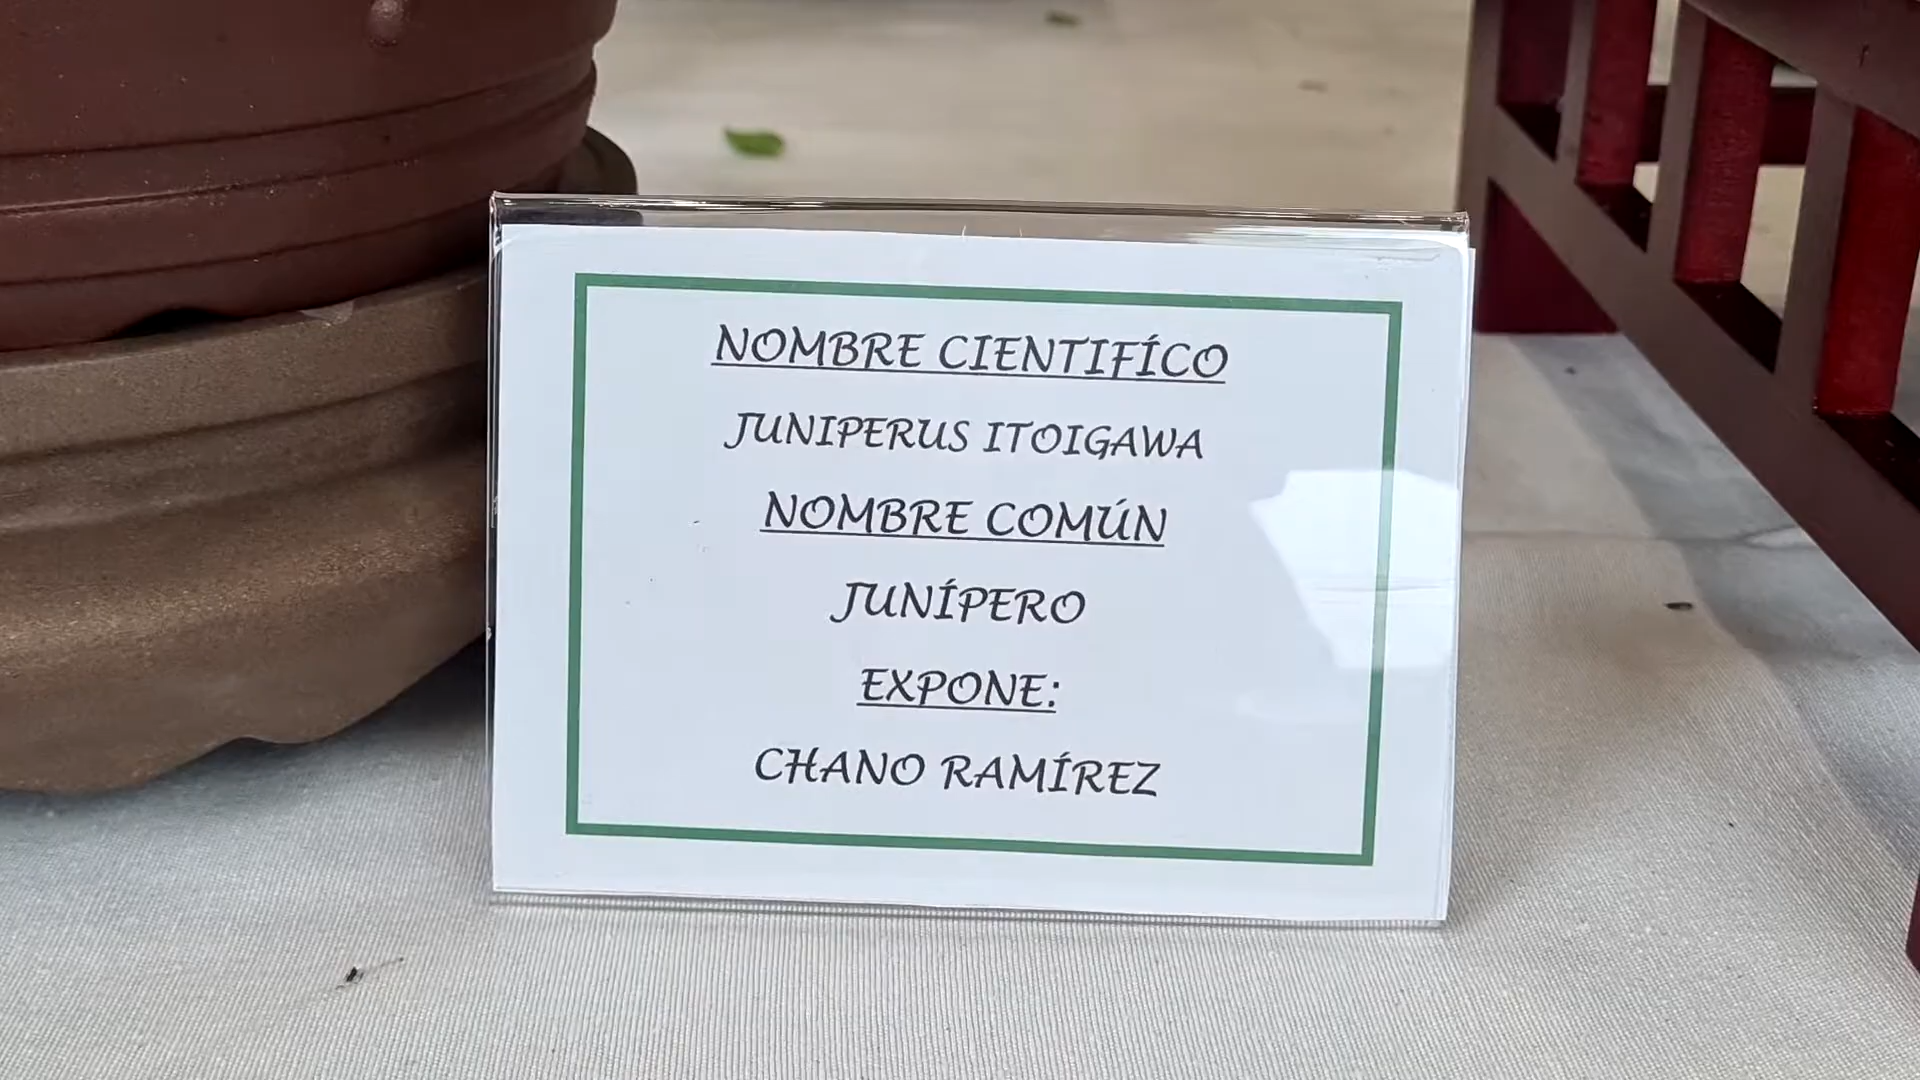 NOMBRE CIENTIFÍCO
JUNIPERUS ITOIGAWA
NOMBRE COMÚN
JUNÍPERO
EXPONE:
CHANO RAMÍREZ